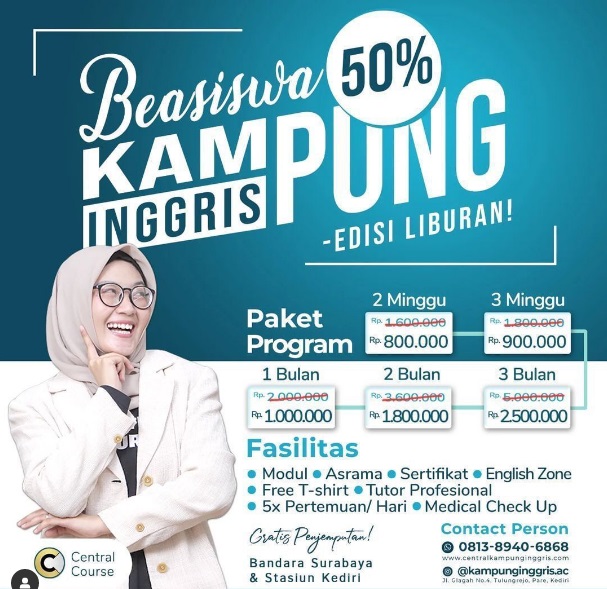 Beasiswa 50%
KAMPUNG
INGGRIS
-EDISI LIBURAN!
Paket
Program
2 Minggu
Rp. 1.600.000
Rp. 800.000
3 Minggu
Rp. 1.800.000
Rp. 900.000
1 Bulan
Rp. 2.000.000
Rp. 1.000.000
2 Bulan
Rp. 3.600.000
Rp. 1.800.000
3 Bulan
Rp. 5.000.000
Rp. 2.500.000
Fasilitas
• Modul • Asrama • Sertifikat • English Zone
• Free T-shirt • Tutor Profesional
• 5x Pertemuan/ Hari • Medical Check Up
Gratis Penjemputan!
Bandara Surabaya
& Stasiun Kediri
Contact Person
0813-8940-6868
www.centralkampunginggris.com
@kampunginggris.ac
Jl. Glagah No.4, Tulungrejo, Pare, Kediri
Central
Course